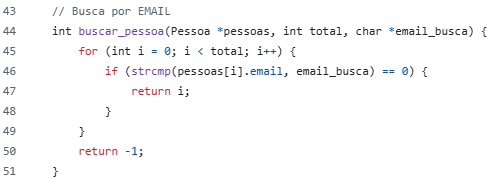 43 // Busca por EMAIL
44 int buscar_pessoa(Pessoa *pessoas, int total, char *email_busca) {
45 for (int i = 0; i < total; i++) {
46 if (strcmp(pessoas[i].email, email_busca) == 0) {
47 return i;
48 }
49 }
50 return -1;
51 }